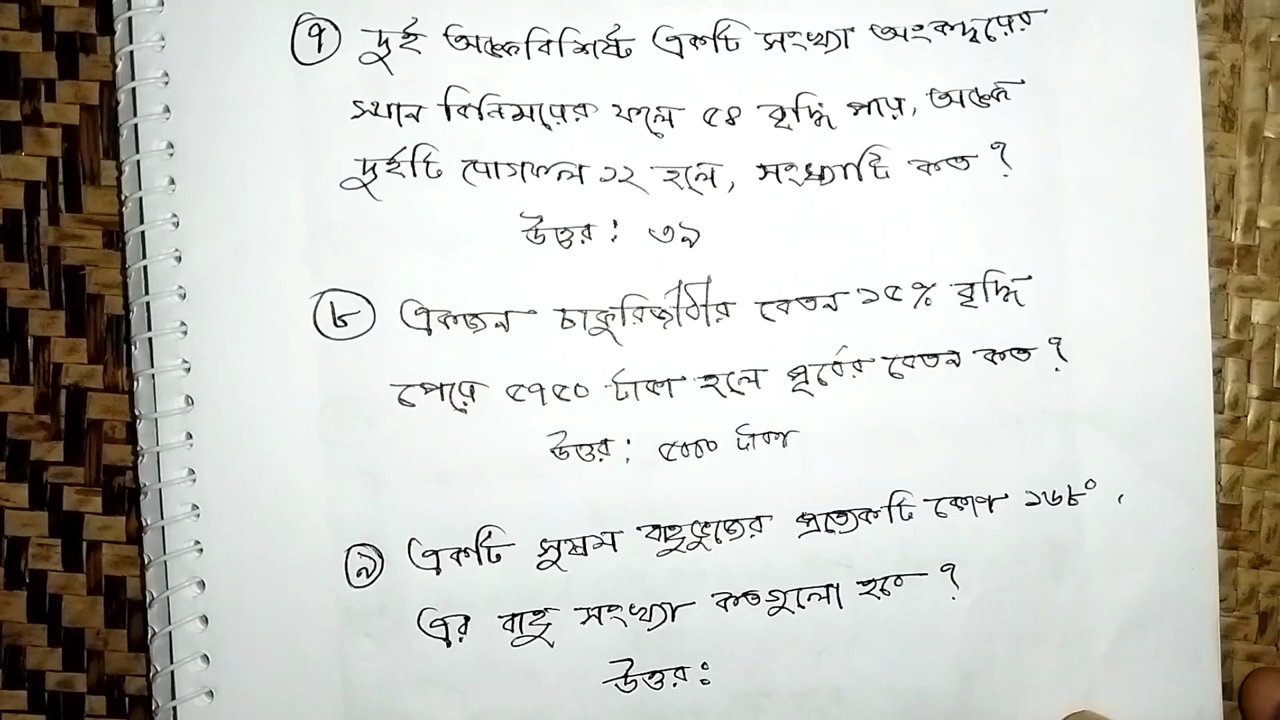 ৭ দুই অঙ্কবিশিষ্ট একটি সংখ্যা অংকদ্বয়ের
স্থান বিনিময়ের ফলে ৫৪ বৃদ্ধি পায়, অঙ্ক
দুইটি যোগফল ১২ হলে, সংখ্যাটি কত ?
উত্তর : ৩৯
৮ একজন চাকুরিজীবীর বেতন ১৫% বৃদ্ধি
পেয়ে ৫৭৫০ টাকা হলে পূর্বের বেতন কত ?
উত্তর : ৫০০০ টাকা
৯ একটি সুষম বহুভুজের প্রত্যেকটি কোণ ১৬৮° ,
এর বাহু সংখ্যা কতগুলো হবে ?
উত্তর :